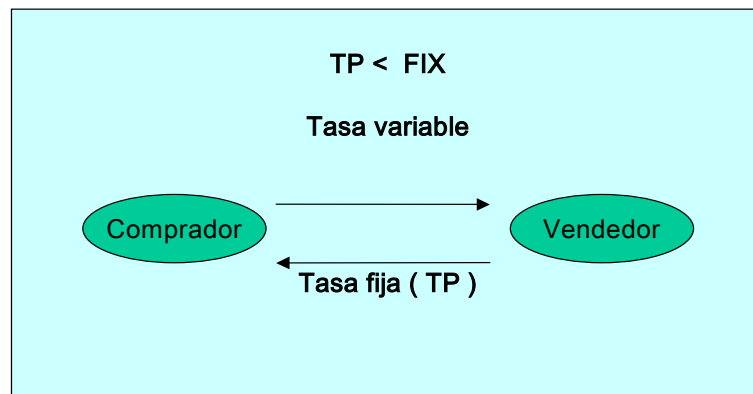 TP < FIX
Tasa variable
Comprador Vendedor
Tasa fija ( TP )